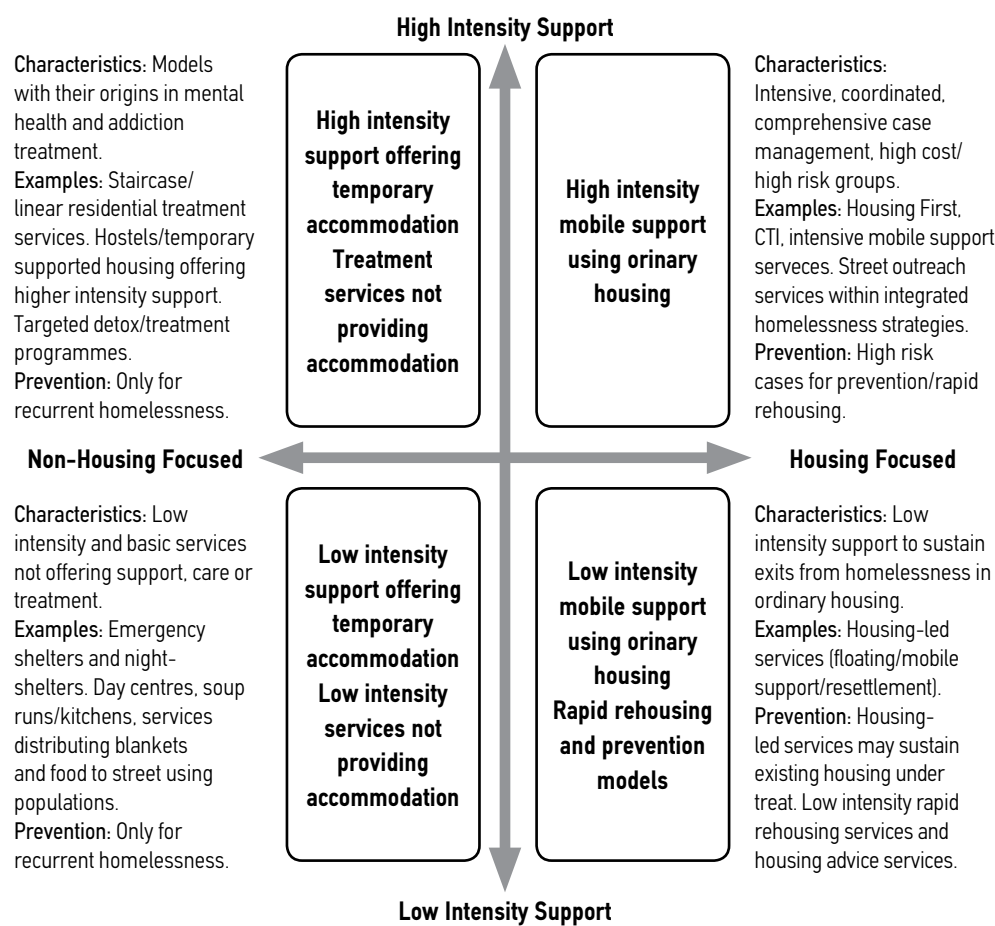 High Intensity Support
Characteristics: Models
with their origins in mental
health and addiction
treatment.
Examples: Staircase/
linear residential treatment
services. Hostels/temporary
supported housing offering
higher intensity support.
Targeted detox/treatment
programmes.
Prevention: Only for
recurrent homelessness.
High intensity
support offering
temporary
accommodation
Treatment
services not
providing
accommodation
High intensity
mobile support
using orinary
housing
Characteristics:
Intensive, coordinated,
comprehensive case
management, high cost/
high risk groups.
Examples: Housing First,
CTI, intensive mobile support
serveces. Street outreach
services within integrated
homelessness strategies.
Prevention: High risk
cases for prevention/rapid
rehousing.
Non-Housing Focused
Housing Focused
Characteristics: Low
intensity and basic services
not offering support, care or
treatment.
Examples: Emergency
shelters and night-
shelters. Day centres, soup
runs/kitchens, services
distributing blankets
and food to street using
populations.
Prevention: Only for
recurrent homelessness.
Low intensity
support offering
temporary
accommodation
Low intensity
services not
providing
accommodation
Low intensity
mobile support
using orinary
housing
Rapid rehousing
and prevention
models
Characteristics: Low
intensity support to sustain
exits from homelessness in
ordinary housing.
Examples: Housing-led
services (floating/mobile
support/resettlement).
Prevention: Housing-
led services may sustain
existing housing under
treat. Low intensity rapid
rehousing services and
housing advice services.
Low Intensity Support